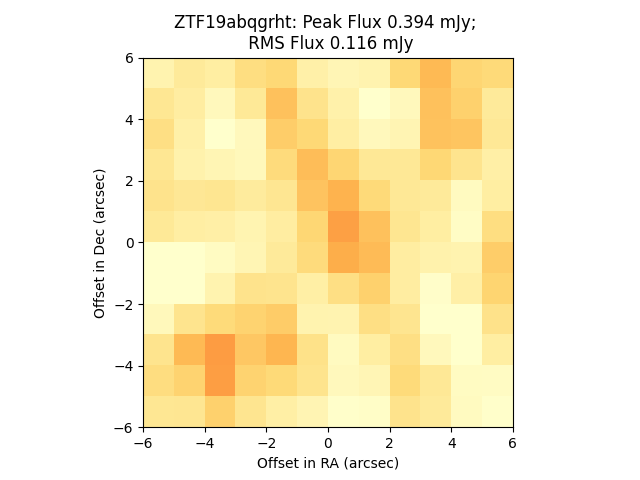 ZTF19abqgrht: Peak Flux 0.394 mJy;
RMS Flux 0.116 mJy
6
4
2
0
−2
−4
−6
Offset in Dec (arcsec)
−6 −4 −2 0 2 4 6
Offset in RA (arcsec)